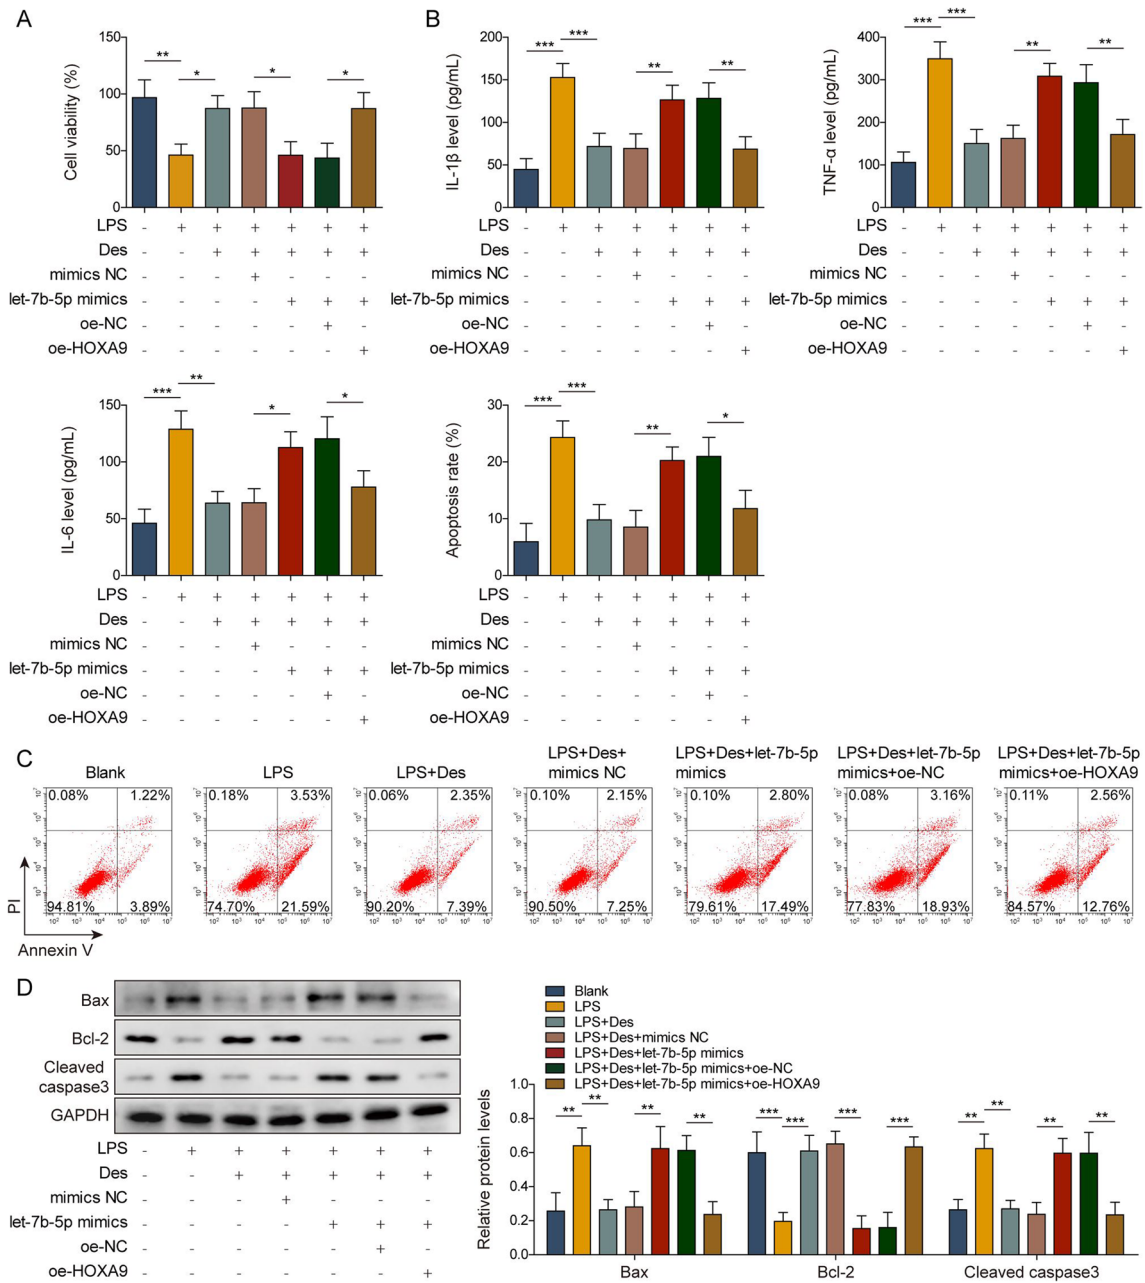 A
Cell viability (%)
150
100
50
0
** * * *
LPS - + + + + + +
Des - - + + + + +
mimics NC - - - + - - -
let-7b-5p mimics - - - - + + +
oe-NC - - - - - + -
oe-HOXA9 - - - - - - +
B
IL-1β level (pg/mL)
200
150
100
50
0
*** *** ** **
LPS - + + + + + +
Des - - + + + + +
mimics NC - - - + - - -
let-7b-5p mimics - - - - + + +
oe-NC - - - - - + -
oe-HOXA9 - - - - - - +
TNF-α level (pg/mL)
400
300
200
100
0
*** *** ** **
LPS - + + + + + +
Des - - + + + + +
mimics NC - - - + - - -
let-7b-5p mimics - - - - + + +
oe-NC - - - - - + -
oe-HOXA9 - - - - - - +
IL-6 level (pg/mL)
150
100
50
0
*** ** * *
LPS - + + + + + +
Des - - + + + + +
mimics NC - - - + - - -
let-7b-5p mimics - - - - + + +
oe-NC - - - - - + -
oe-HOXA9 - - - - - - +
Apoptosis rate (%)
30
20
10
0
*** *** ** *
LPS - + + + + + +
Des - - + + + + +
mimics NC - - - + - - -
let-7b-5p mimics - - - - + + +
oe-NC - - - - - + -
oe-HOXA9 - - - - - - +
C
PI
Annexin V
Blank
0.08% 1.22%
94.81% 3.89%
LPS
0.18% 3.53%
74.70% 21.59%
LPS+Des
0.06% 2.35%
90.20% 7.39%
LPS+Des+
mimics NC
0.10% 2.15%
90.50% 7.25%
LPS+Des+let-7b-5p
mimics
0.10% 2.80%
79.61% 17.49%
LPS+Des+let-7b-5p
mimics+oe-NC
0.08% 3.16%
77.83% 18.93%
LPS+Des+let-7b-5p
mimics+oe-HOXA9
0.11% 2.56%
84.57% 12.76%
D
Bax
Bcl-2
Cleaved
caspase3
GAPDH
LPS - + + + + + +
Des - - + + + + +
mimics NC - - - + - - -
let-7b-5p mimics - - - - + + +
oe-NC - - - - - + -
oe-HOXA9 - - - - - - +
Blank
LPS
LPS+Des
LPS+Des+mimics NC
LPS+Des+let-7b-5p mimics
LPS+Des+let-7b-5p mimics+oe-NC
LPS+Des+let-7b-5p mimics+oe-HOXA9
Relative protein levels
1.0
0.8
0.6
0.4
0.2
0.0
** ** ** **
*** *** *** ***
** ** ** **
Bax Bcl-2 Cleaved caspase3